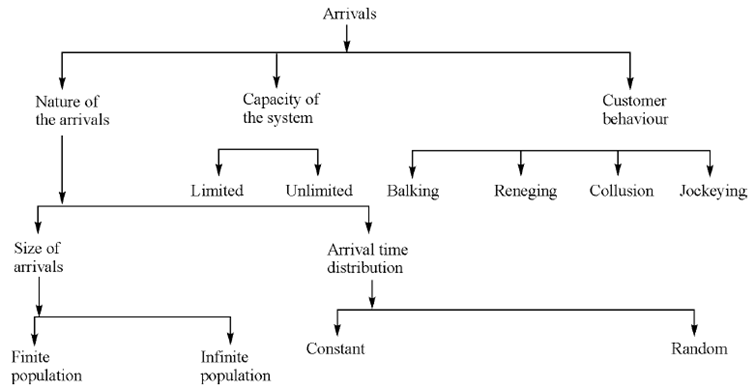 Arrivals
Nature of
the arrivals
Capacity of
the system
Customer
behaviour
Limited
Unlimited
Balking
Reneging
Collusion
Jockeying
Size of
arrivals
Arrival time
distribution
Finite
population
Infinite
population
Constant
Random